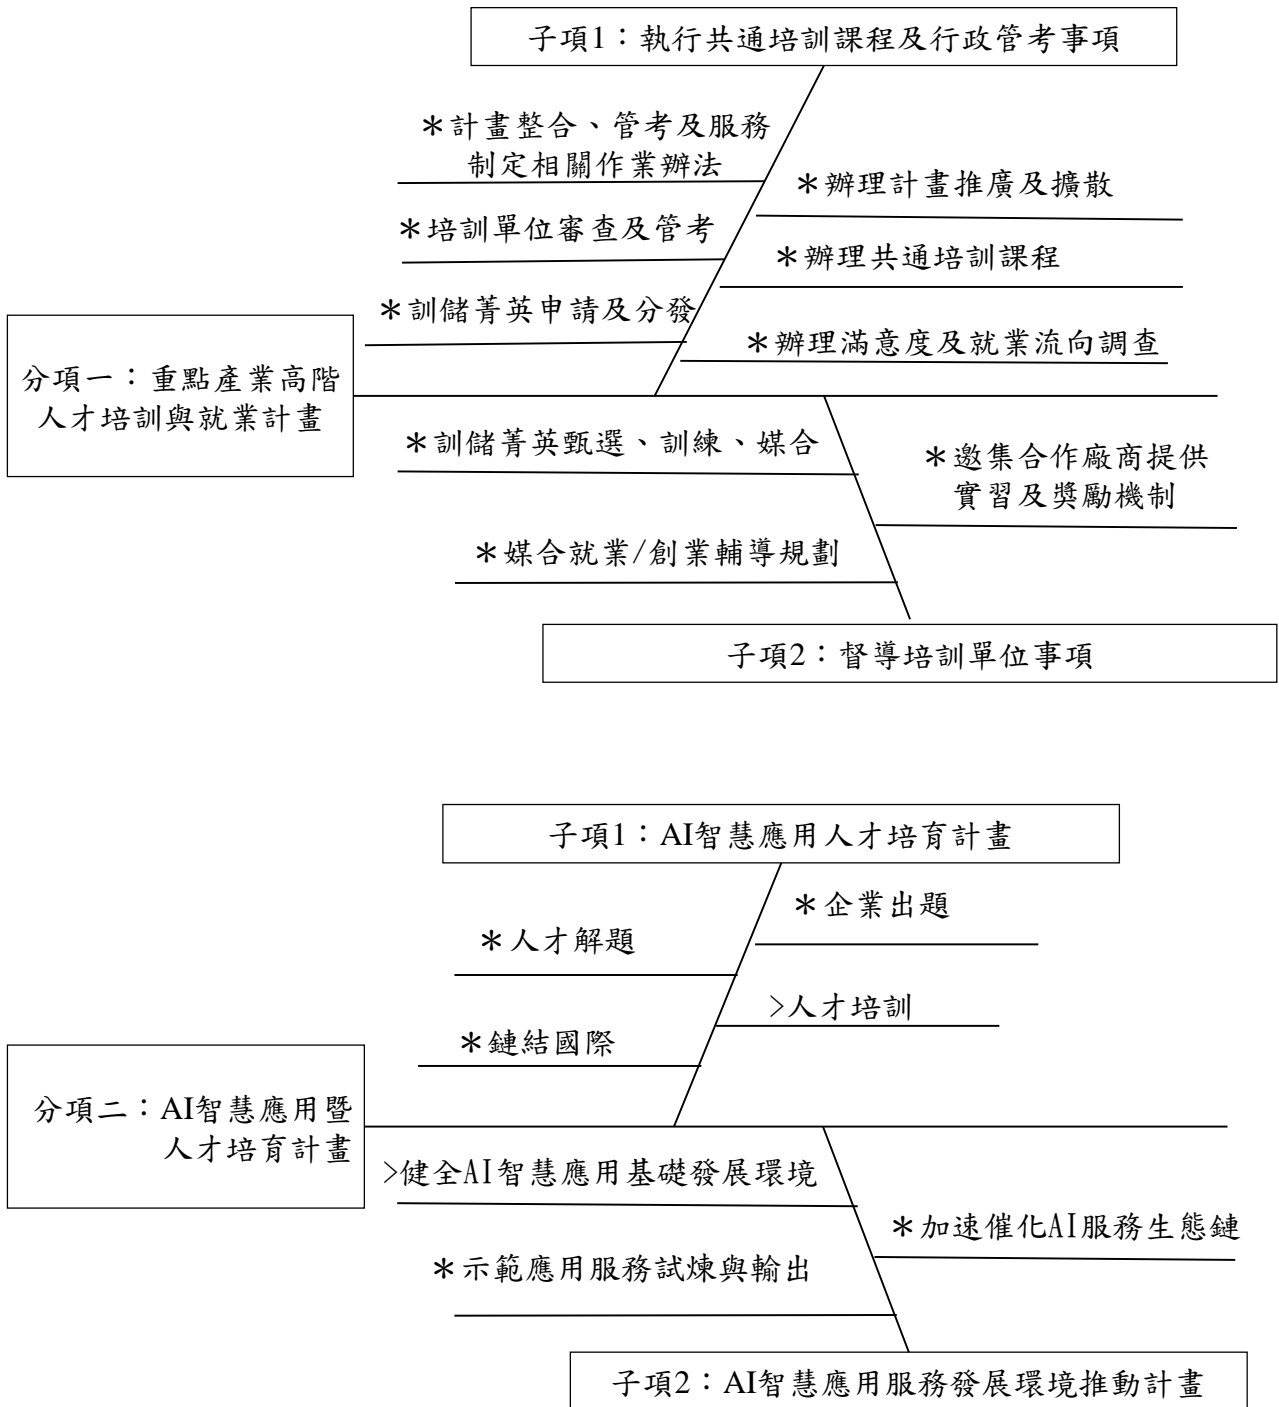 子項1：執行共通培訓課程及行政管考事項
＊計畫整合、管考及服務
制定相關作業辦法
＊辦理計畫推廣及擴散
＊培訓單位審查及管考
＊辦理共通培訓課程
＊訓儲菁英申請及分發
＊辦理滿意度及就業流向調查
分項一：重點產業高階
人才培訓與就業計畫
＊訓儲菁英甄選、訓練、媒合
＊邀集合作廠商提供
實習及獎勵機制
＊媒合就業/創業輔導規劃
子項2：督導培訓單位事項
子項1：AI智慧應用人才培育計畫
＊企業出題
＊人才解題
>人才培訓
＊鏈結國際
分項二：AI智慧應用暨
人才培育計畫
>健全AI智慧應用基礎發展環境
＊加速催化AI服務生態鏈
＊示範應用服務試煉與輸出
子項2：AI智慧應用服務發展環境推動計畫